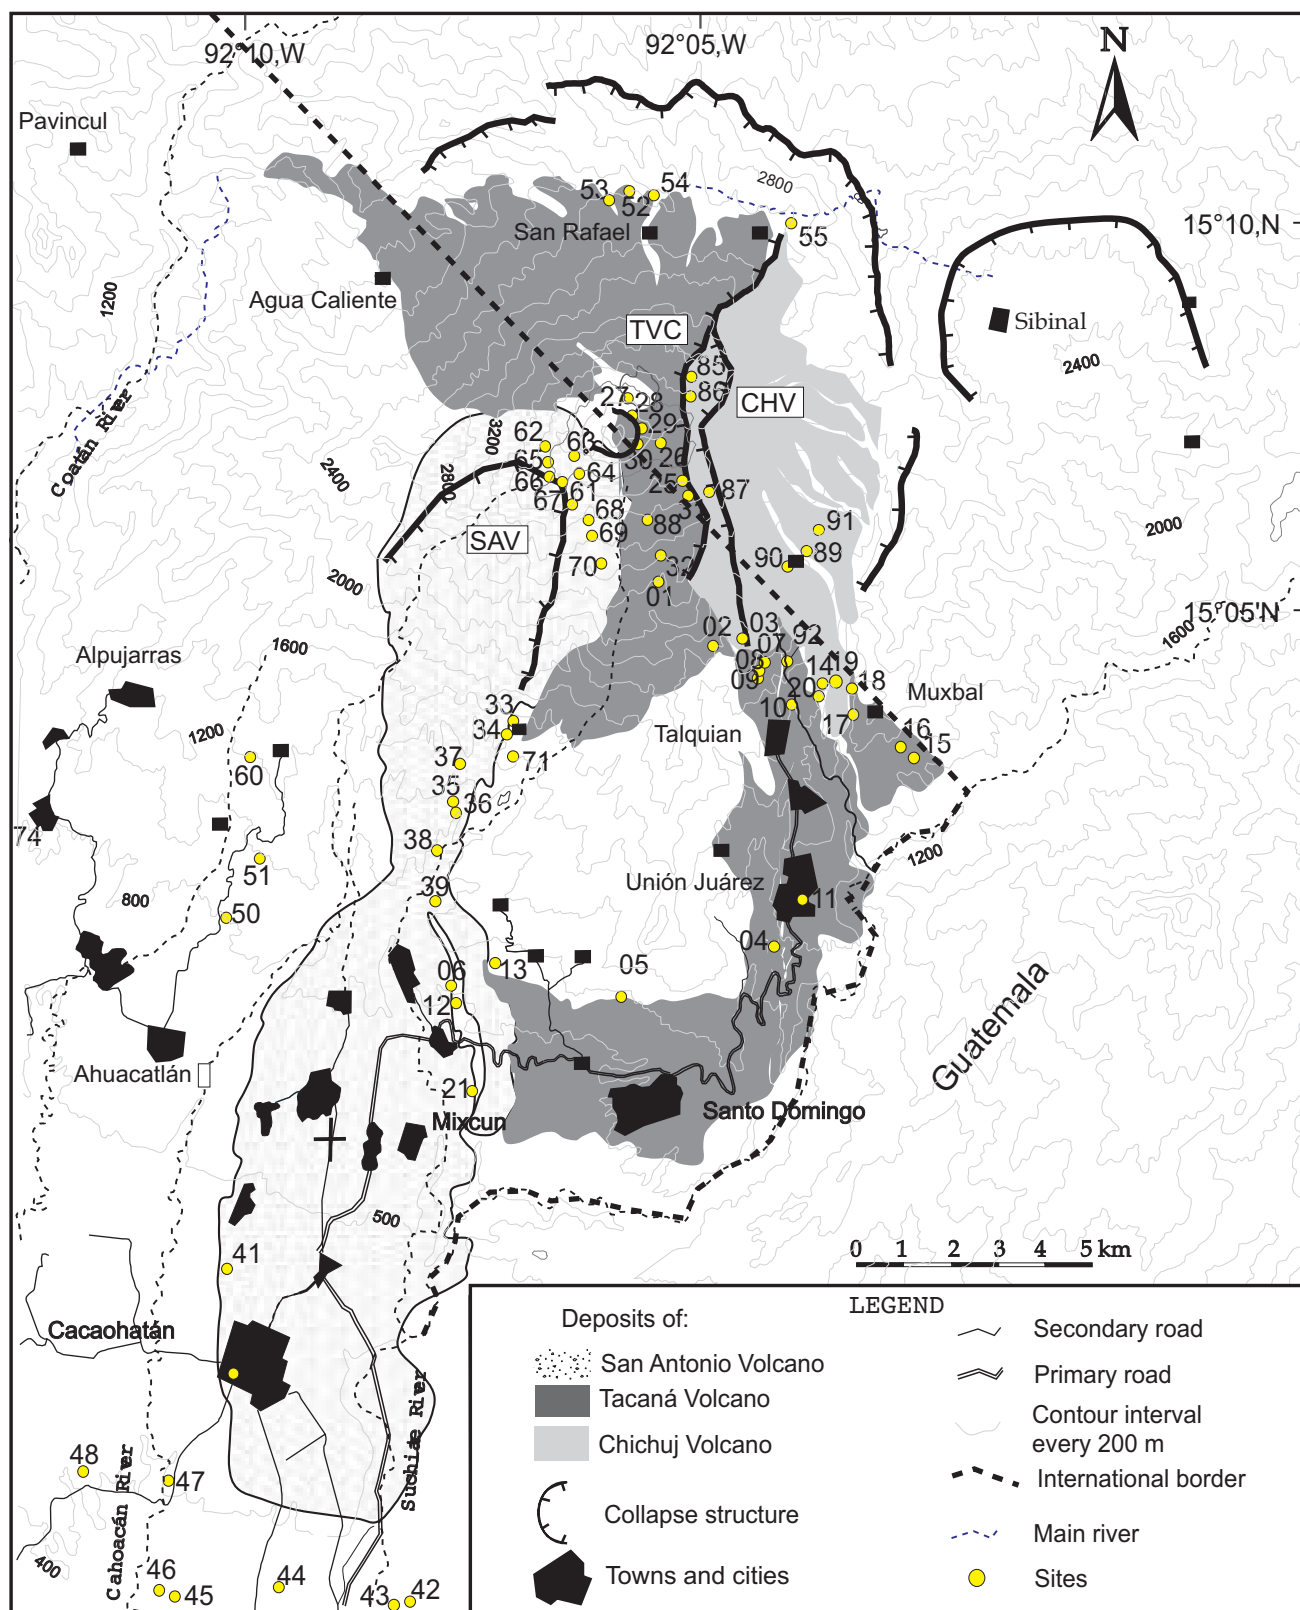 92°10,W
92°05,W
N
Pavincul
53
52
54
2800
55
15°10,N
San Rafael
Agua Caliente
1200
TVC
Sibinal
2400
Coatán River
85
86
CHV
27
28
29
26
3200
62
63
65
66
64
61
67
25
87
2800
2400
SAV
68
69
88
91
89
90
2000
70
32
01
2000
15°05'N
1600
02
03
07
92
08
09
14
19
18
20
10
17
Muxbal
1600
Alpujarras
33
34
71
Talquian
16
15
1200
60
37
35
36
74
38
51
1200
Unión Juárez
11
800
50
39
04
13
05
06
12
Guatemala
Ahuacatlán
21
Mixcun
Santo Domingo
500
41
0 1 2 3 4 5 km
Cacaohatán
LEGEND
Deposits of:
San Antonio Volcano
Tacaná Volcano
Chichuj Volcano
Collapse structure
Towns and cities
Secondary road
Primary road
Contour interval
every 200 m
International border
Main river
Sites
Suchiate River
Cahoacán River
48
47
400
46
45
44
43
42